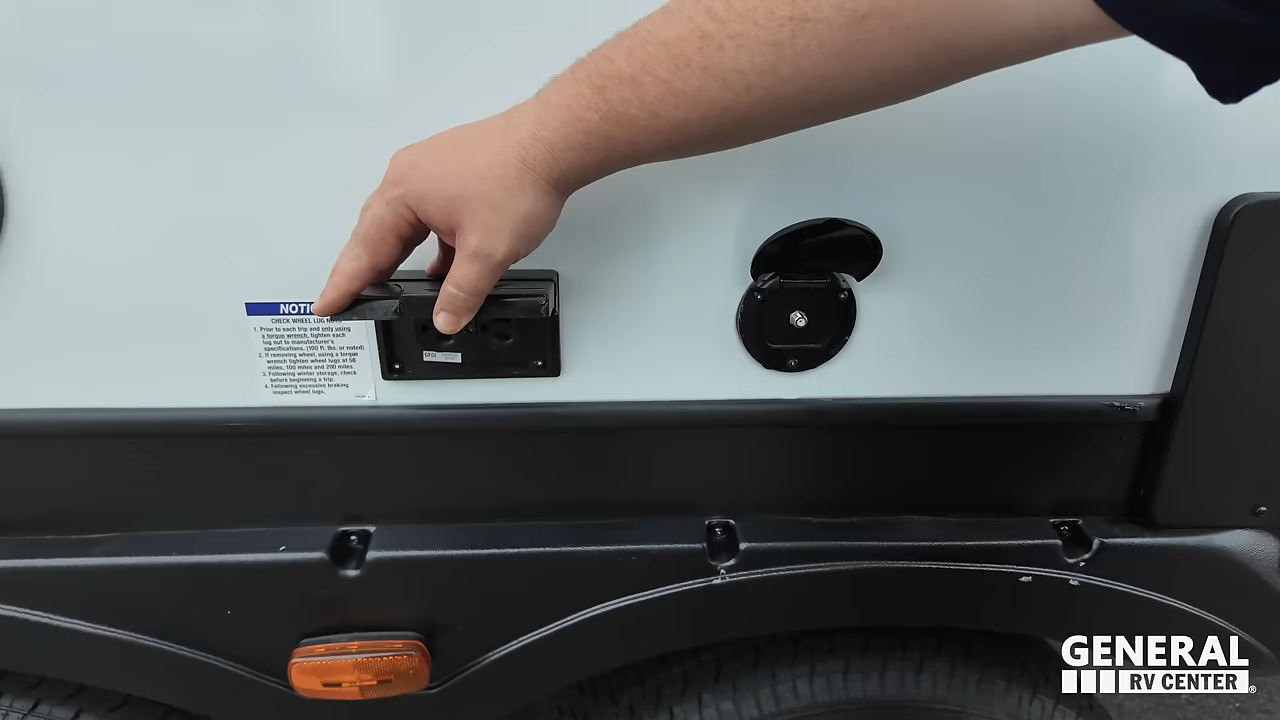 NOTIC
CHECK WHEEL LUG NUTS
1. Prior to each trip and only using
a torque wrench, tighten each
lug nut to manufacturer's
specifications. (100 ft. lbs. or noted)
2. If removing wheel, using a torque
wrench tighten wheel lugs at 50
miles, 100 miles and 200 miles.
3. Following winter storage, check
before beginning a trip.
4. Following excessive braking
inspect wheel lugs.
GFCI
GENERAL
RV CENTER®